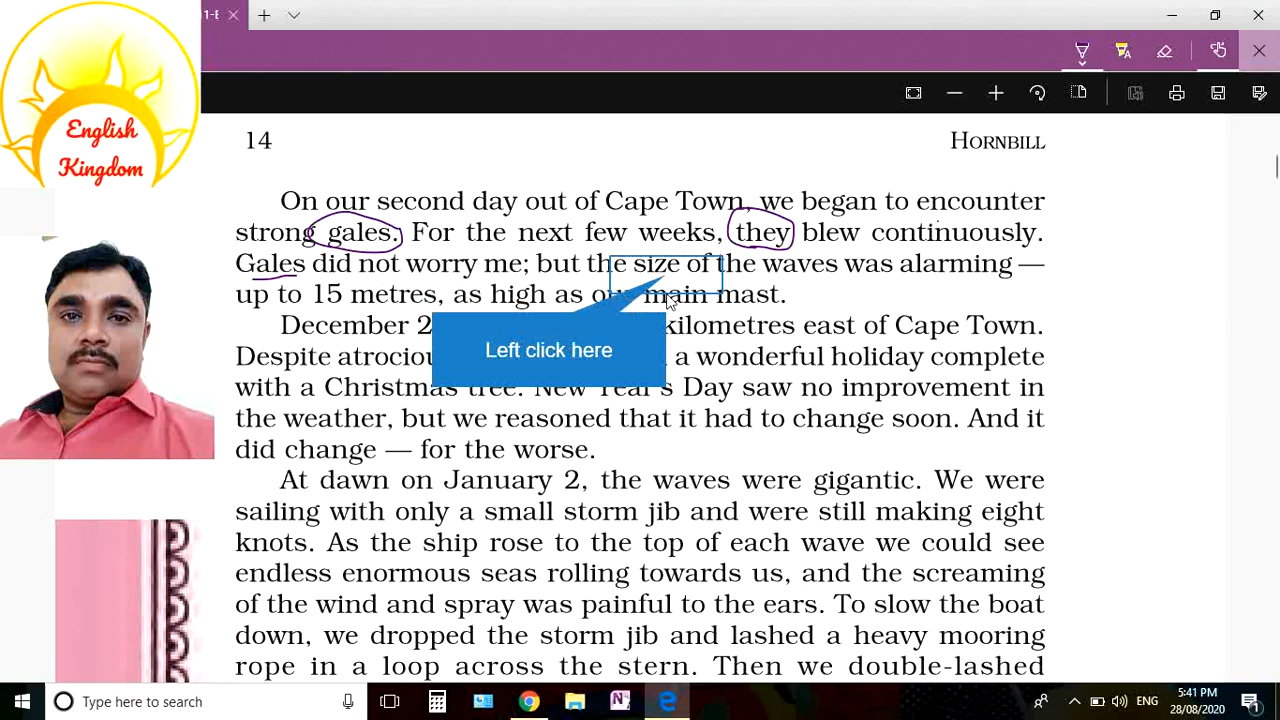 1-E
English
Kingdom
14 HORNBILL
On our second day out of Cape Town, we began to encounter
strong gales. For the next few weeks, they blew continuously.
Gales did not worry me; but the size of the waves was alarming —
up to 15 metres, as high as our main mast.
December 2 kilometres east of Cape Town.
Left click here
Despite atrociou a wonderful holiday complete
with a Christmas tree. New Year's Day saw no improvement in
the weather, but we reasoned that it had to change soon. And it
did change — for the worse.
At dawn on January 2, the waves were gigantic. We were
sailing with only a small storm jib and were still making eight
knots. As the ship rose to the top of each wave we could see
endless enormous seas rolling towards us, and the screaming
of the wind and spray was painful to the ears. To slow the boat
down, we dropped the storm jib and lashed a heavy mooring
rope in a loop across the stern. Then we double-lashed
Type here to search
ENG
5:41 PM
28/08/2020
1